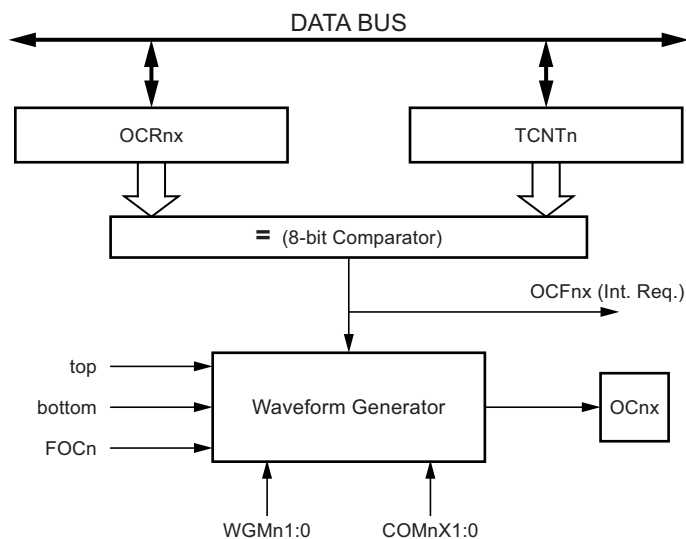 DATA BUS
OCRnx
TCNTn
= (8-bit Comparator)
OCFnx (Int. Req.)
top
bottom
FOCn
Waveform Generator
OCnx
WGMn1:0
COMnX1:0